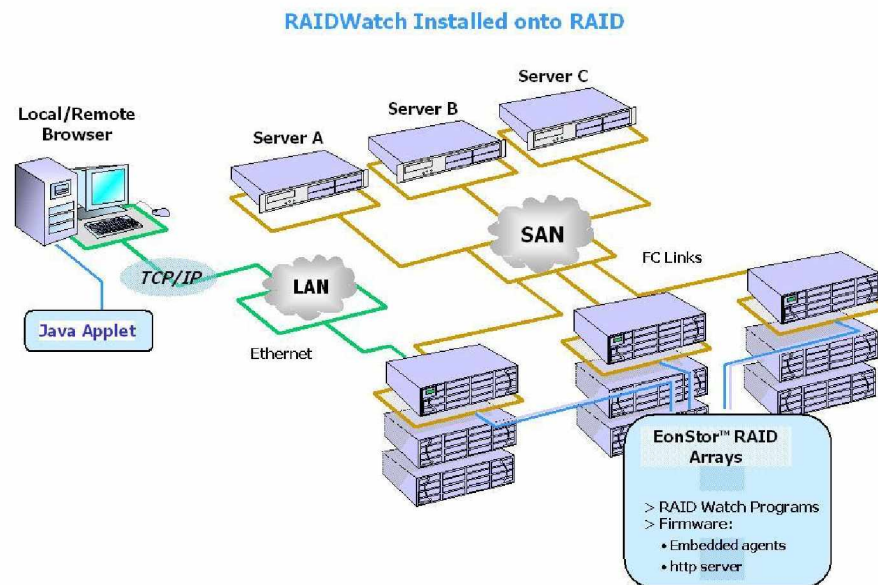 RAIDWatch Installed onto RAID
Local/Remote
Browser
Server A
Server B
Server C
TCP/IP
LAN
SAN
FC Links
Java Applet
Ethernet
EonStor™ RAID
Arrays
> RAID Watch Programs
> Firmware:
• Embedded agents
• http server